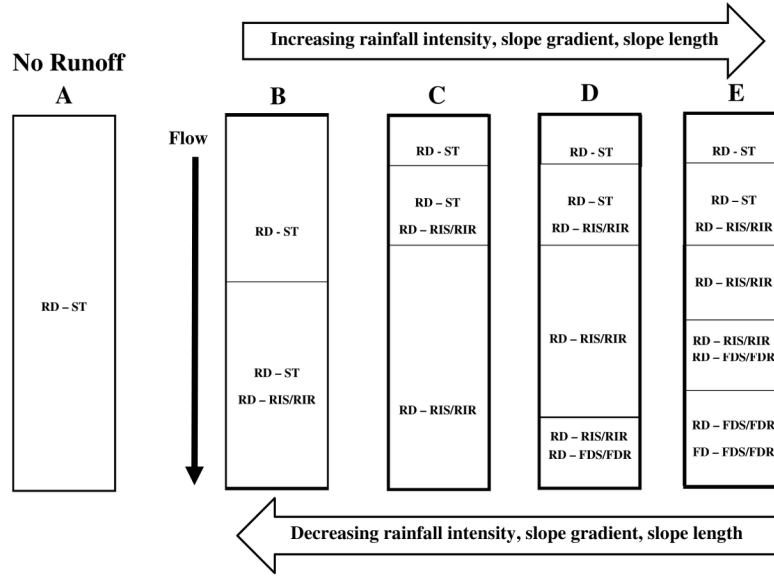 Increasing rainfall intensity, slope gradient, slope length
No Runoff
A
B
C
D
E
Flow
RD – ST
RD - ST
RD – ST
RD – RIS/RIR
RD - ST
RD – ST
RD – RIS/RIR
RD – RIS/RIR
RD - ST
RD – ST
RD – RIS/RIR
RD – RIS/RIR
RD – RIS/RIR
RD – FDS/FDR
RD - ST
RD – ST
RD – RIS/RIR
RD – RIS/RIR
RD – RIS/RIR
RD – FDS/FDR
RD – FDS/FDR
FD – FDS/FDR
Decreasing rainfall intensity, slope gradient, slope length